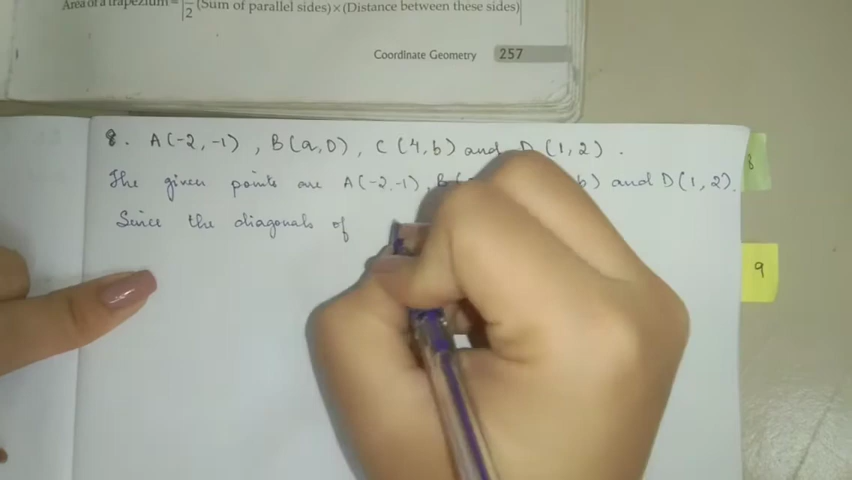 Area of a trapezium = |1/2 (Sum of parallel sides)×(Distance between these sides)|
Coordinate Geometry 257
8. A(-2,-1), B(a,0), C(4,b) and D(1,2).
The given points are A(-2,-1), B( b) and D(1,2).
Since the diagonals of
8
9